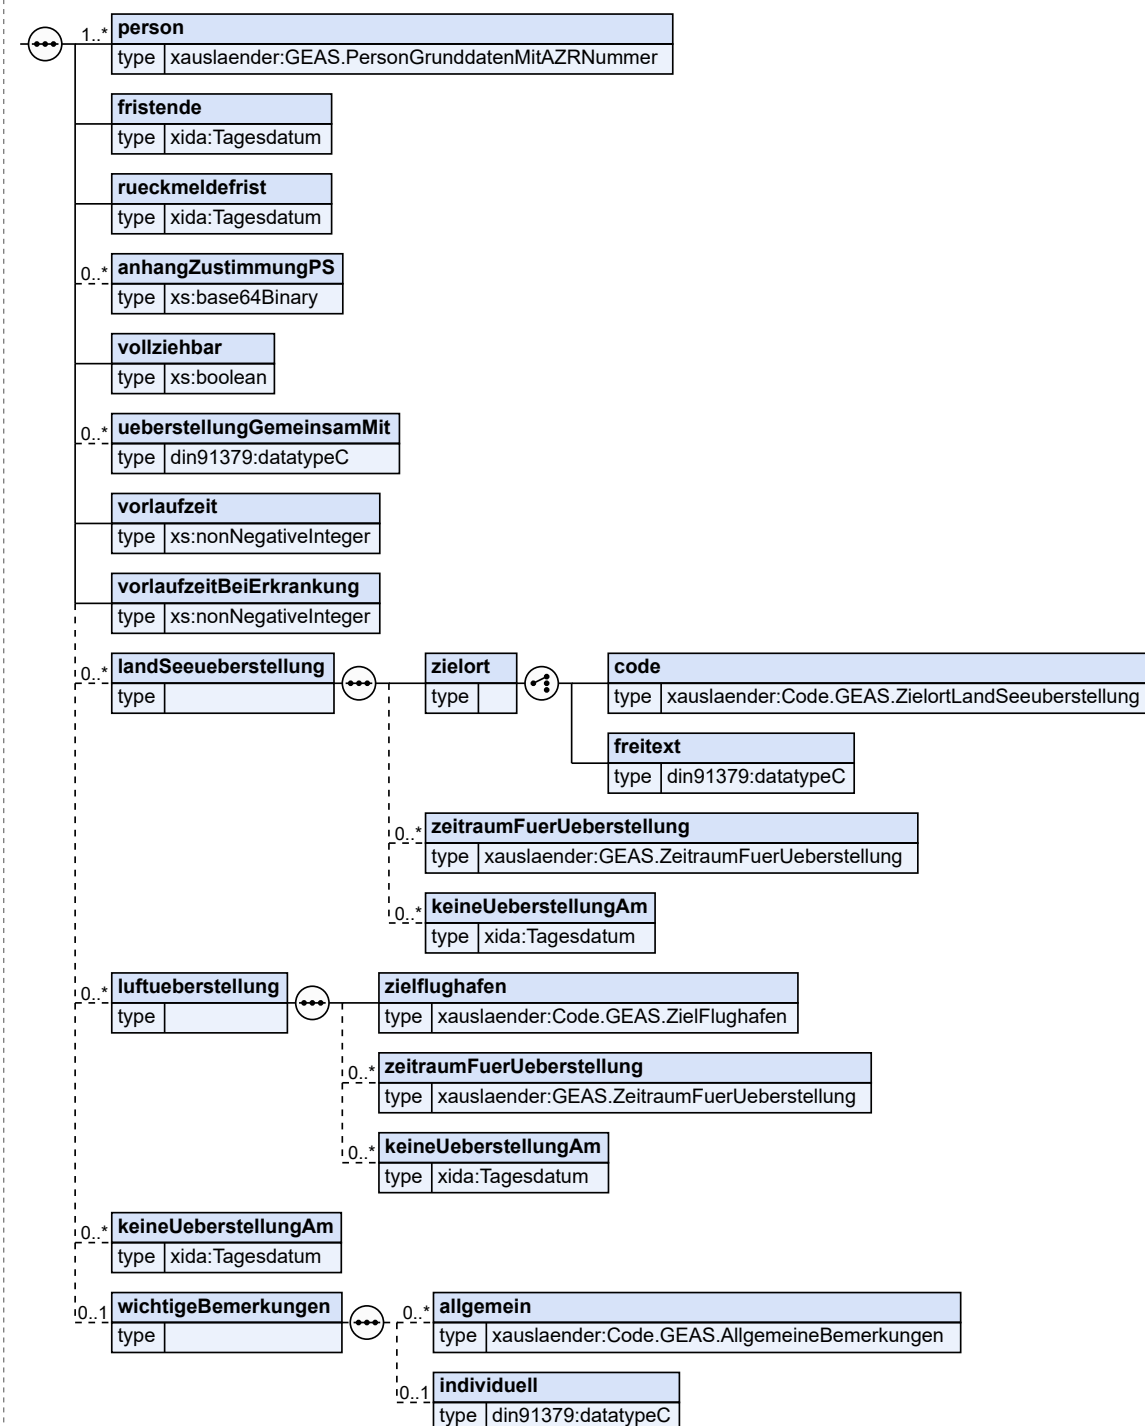 1..* person
type xauslaender:GEAS.PersonGrunddatenMitAZRNummer
fristende
type xida:Tagesdatum
rueckmeldefrist
type xida:Tagesdatum
0..* anhangZustimmungPS
type xs:base64Binary
vollziehbar
type xs:boolean
0..* ueberstellungGemeinsamMit
type din91379:datatypeC
vorlaufzeit
type xs:nonNegativeInteger
vorlaufzeitBeiErkrankung
type xs:nonNegativeInteger
0..* landSeeueberstellung zielort code
type type type xauslaender:Code.GEAS.ZielortLandSeeuberstellung
freitext
type din91379:datatypeC
0..* zeitraumFuerUeberstellung
type xauslaender:GEAS.ZeitraumFuerUeberstellung
0..* keineUeberstellungAm
type xida:Tagesdatum
0..* luftueberstellung zielflughafen
type type xauslaender:Code.GEAS.ZielFlughafen
0..* zeitraumFuerUeberstellung
type xauslaender:GEAS.ZeitraumFuerUeberstellung
0..* keineUeberstellungAm
type xida:Tagesdatum
0..* keineUeberstellungAm
type xida:Tagesdatum
0..1 wichtigeBemerkungen 0..* allgemein
type type xauslaender:Code.GEAS.AllgemeineBemerkungen
0..1 individuell
type din91379:datatypeC